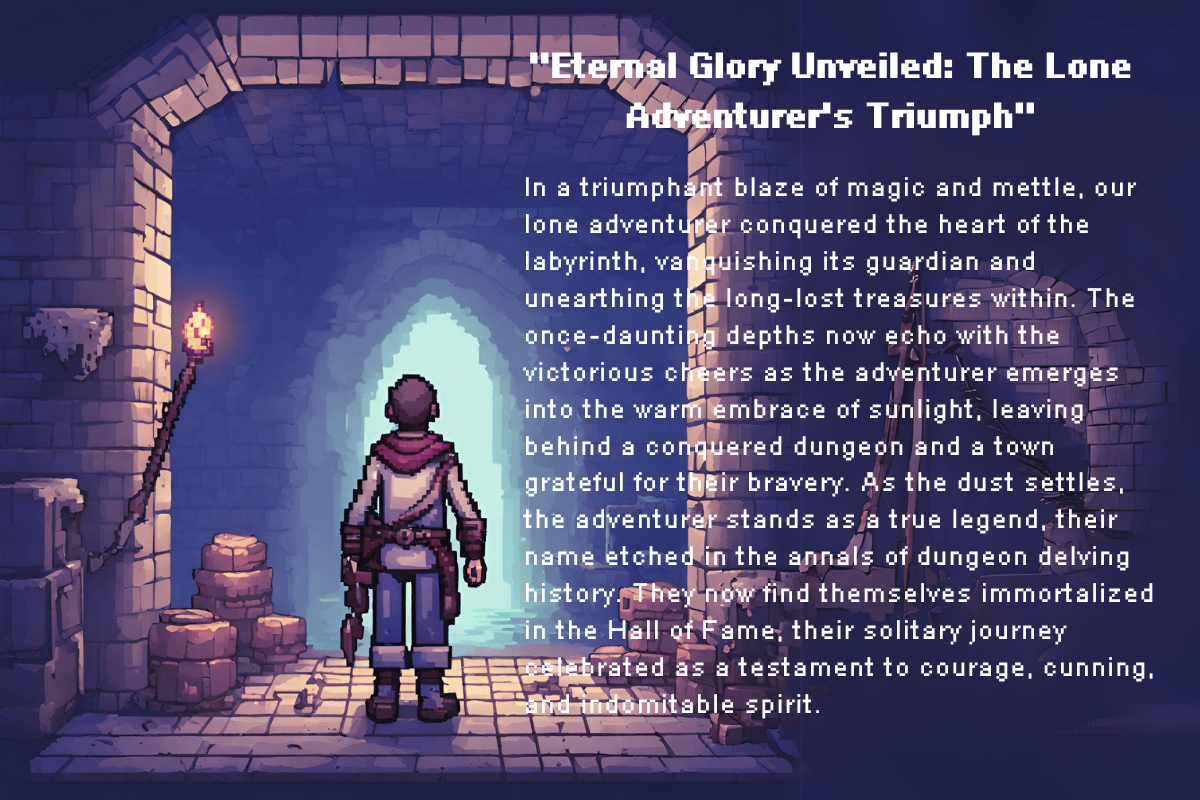 "Eternal Glory Unveiled: The Lone
Adventurer's Triumph"
In a triumphant blaze of magic and mettle, our
lone adventurer conquered the heart of the
labyrinth, vanquishing its guardian and
unearthing the long-lost treasures within. The
once-daunting depths now echo with the
victorious cheers as the adventurer emerges
into the warm embrace of sunlight, leaving
behind a conquered dungeon and a town
grateful for their bravery. As the dust settles,
the adventurer stands as a true legend, their
name etched in the annals of dungeon delving
history. They now find themselves immortalized
in the Hall of Fame, their solitary journey
celebrated as a testament to courage, cunning,
and indomitable spirit.